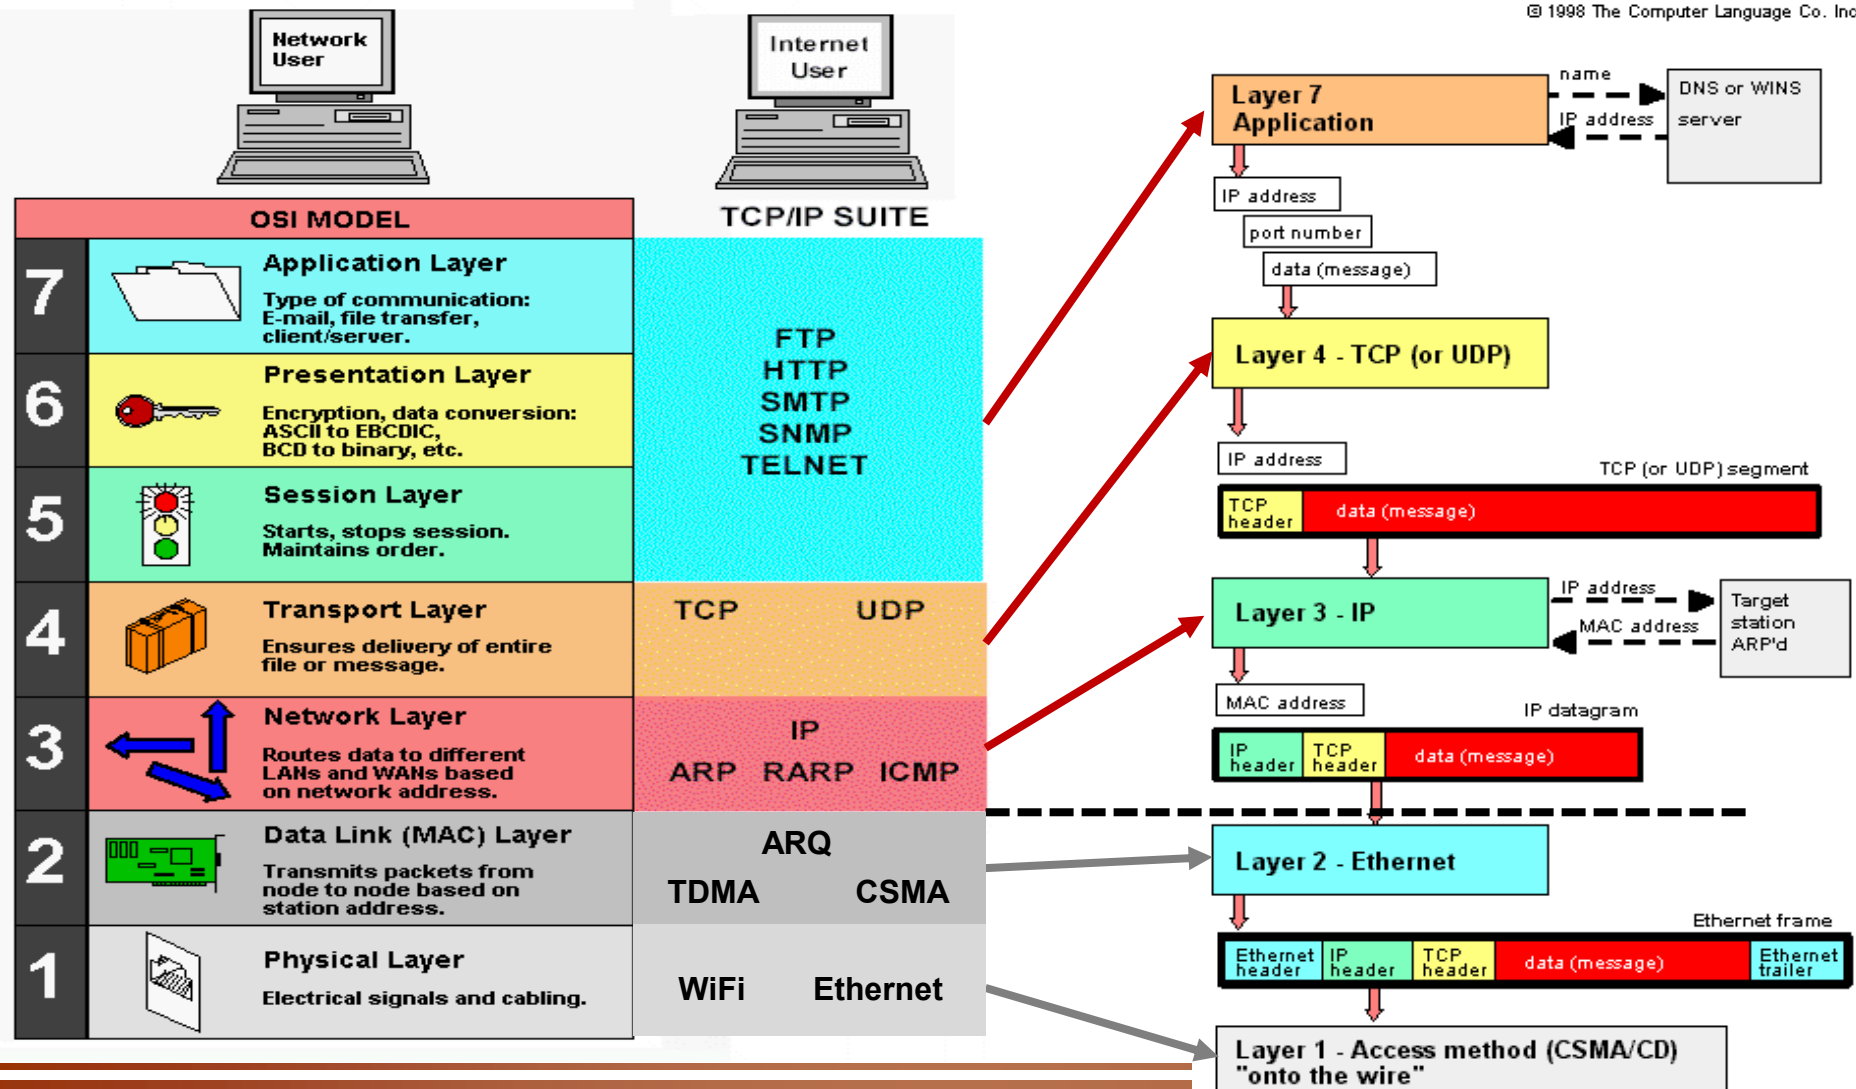 © 1998 The Computer Language Co. Inc
Network
User
Internet
User
OSI MODEL
TCP/IP SUITE
7
Application Layer
Type of communication:
E-mail, file transfer,
client/server.
6
Presentation Layer
Encryption, data conversion:
ASCII to EBCDIC,
BCD to binary, etc.
5
Session Layer
Starts, stops session.
Maintains order.
FTP
HTTP
SMTP
SNMP
TELNET
4
Transport Layer
Ensures delivery of entire
file or message.
TCP UDP
3
Network Layer
Routes data to different
LANs and WANs based
on network address.
IP
ARP RARP ICMP
2
Data Link (MAC) Layer
Transmits packets from
node to node based on
station address.
ARQ
TDMA CSMA
1
Physical Layer
Electrical signals and cabling.
WiFi Ethernet
Layer 7
Application
name
IP address
DNS or WINS
server
IP address
port number
data (message)
Layer 4 - TCP (or UDP)
IP address
TCP (or UDP) segment
TCP
header
data (message)
Layer 3 - IP
IP address
MAC address
Target
station
ARP'd
MAC address
IP datagram
IP
header
TCP
header
data (message)
Layer 2 - Ethernet
Ethernet frame
Ethernet
header
IP
header
TCP
header
data (message)
Ethernet
trailer
Layer 1 - Access method (CSMA/CD)
"onto the wire"